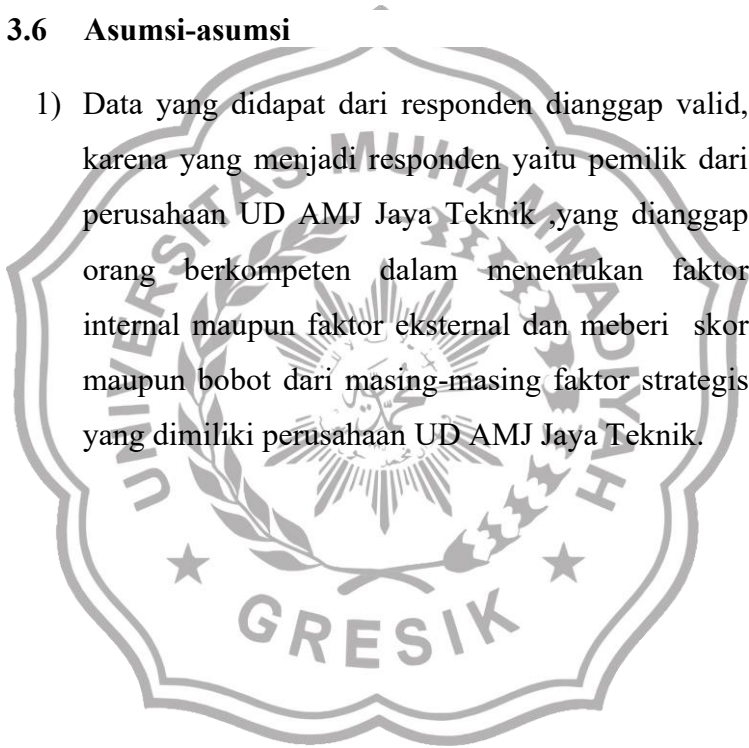 3.6 Asumsi-asumsi
1) Data yang didapat dari responden dianggap valid,
karena yang menjadi responden yaitu pemilik dari
perusahaan UD AMJ Jaya Teknik ,yang dianggap
orang berkompeten dalam menentukan faktor
internal maupun faktor eksternal dan meberi skor
maupun bobot dari masing-masing faktor strategis
yang dimiliki perusahaan UD AMJ Jaya Teknik.
UNIVERSITAS MUHAMMADIYAH
GRESIK